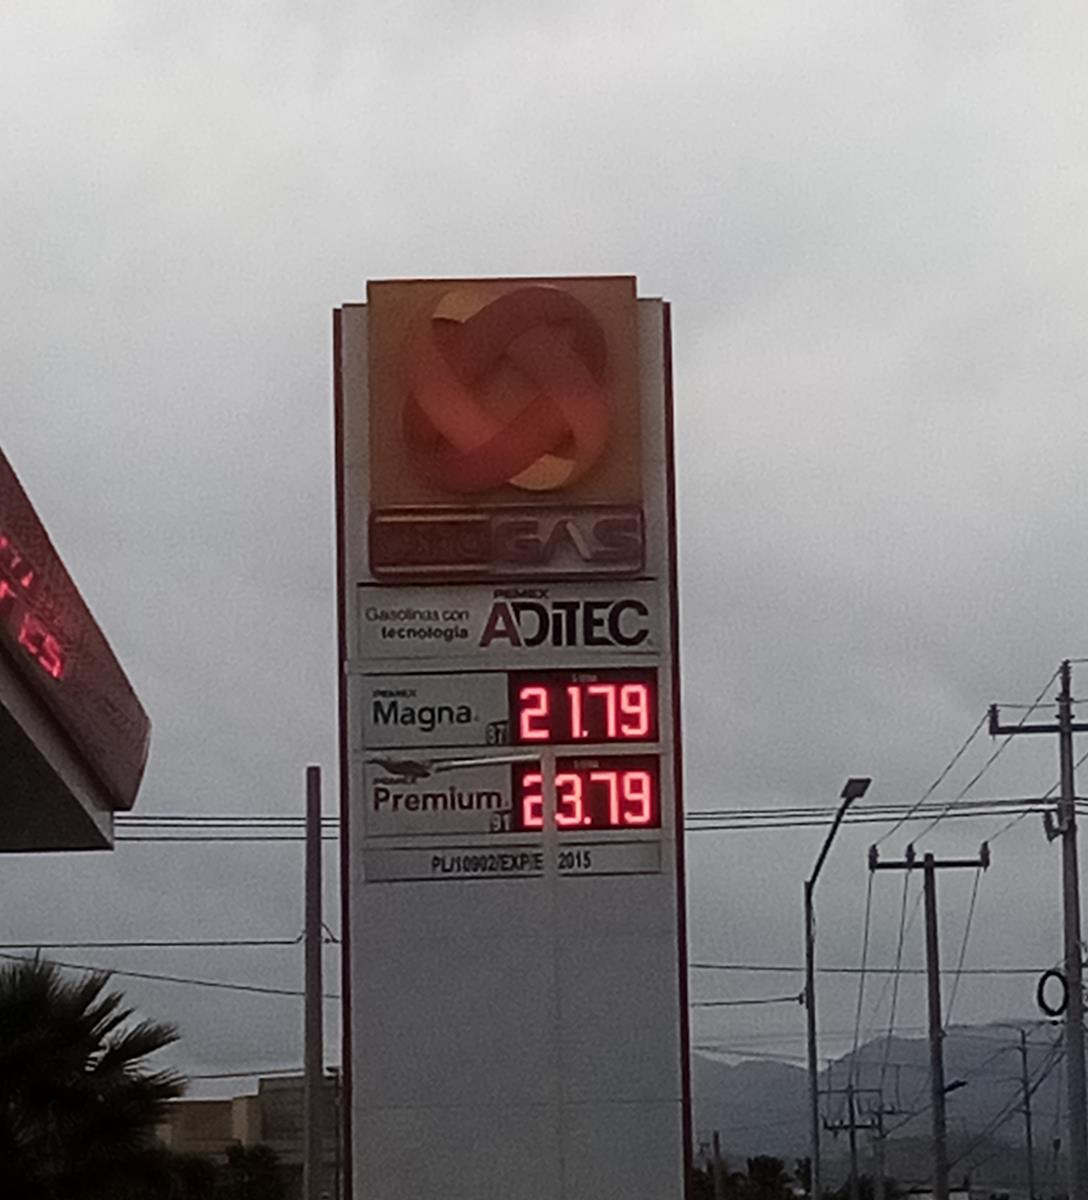 GAS
Gasolinas con
tecnología
PEMEX
ADITEC
PEMEX
Magna
87
21.79
PEMEX
Premium
91
23.79
PL/10902/EXP/E 2015